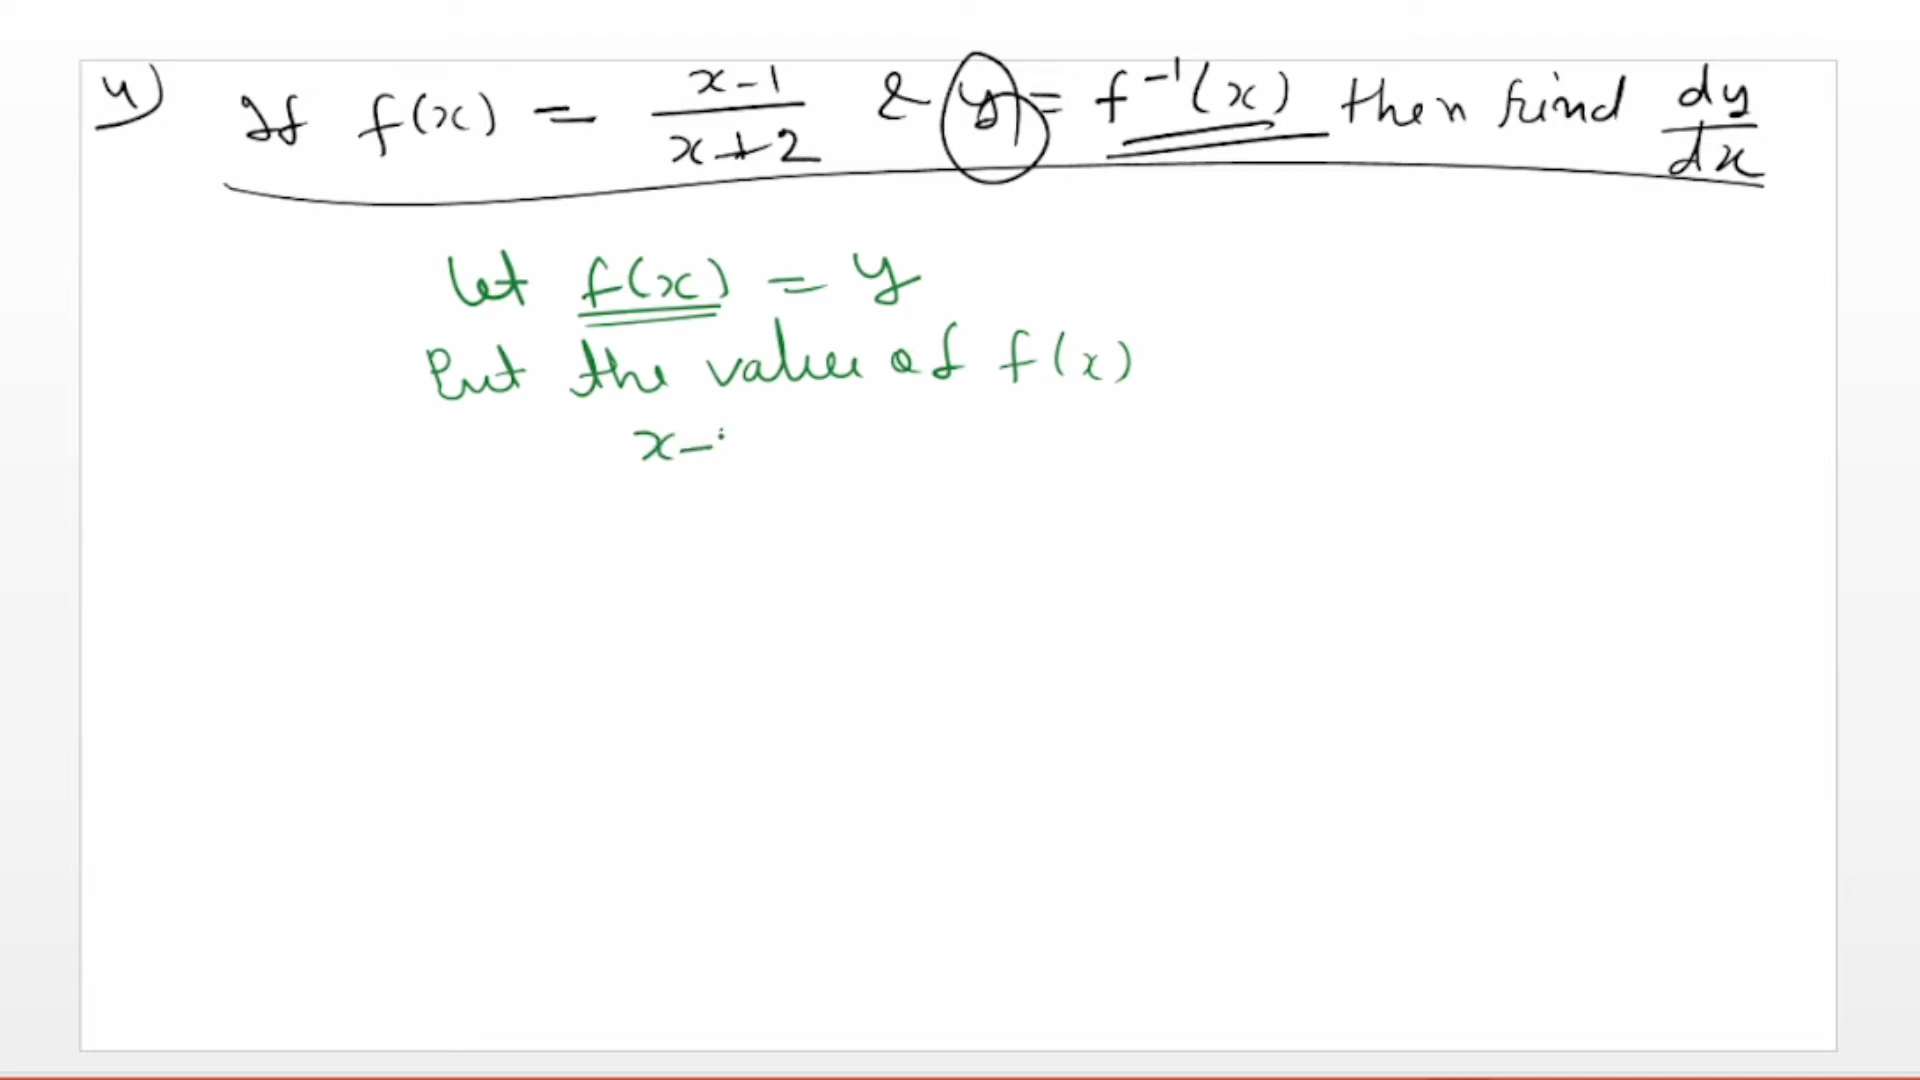 4) If f(x) = x-1/x+2 & y = f⁻¹(x) then find dy/dx
Let f(x) = y
Put the value of f(x)
x-